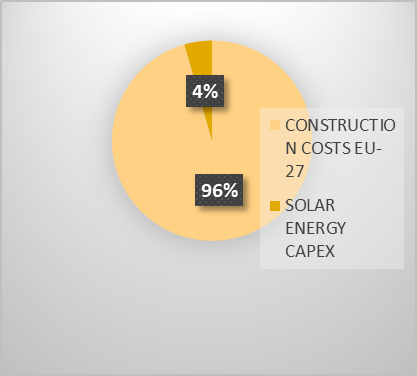 4%
96%
CONSTRUCTIO
N COSTS EU-
27
SOLAR
ENERGY
CAPEX